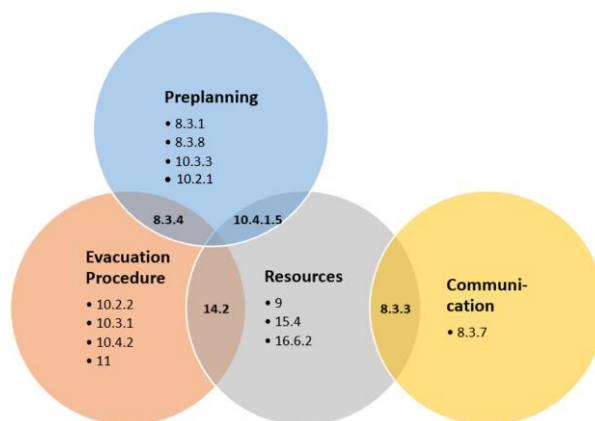 Preplanning
• 8.3.1
• 8.3.8
• 10.3.3
• 10.2.1
8.3.4
10.4.1.5
Evacuation
Procedure
• 10.2.2
• 10.3.1
• 10.4.2
• 11
14.2
Resources
• 9
• 15.4
• 16.6.2
8.3.3
Communi-
cation
• 8.3.7